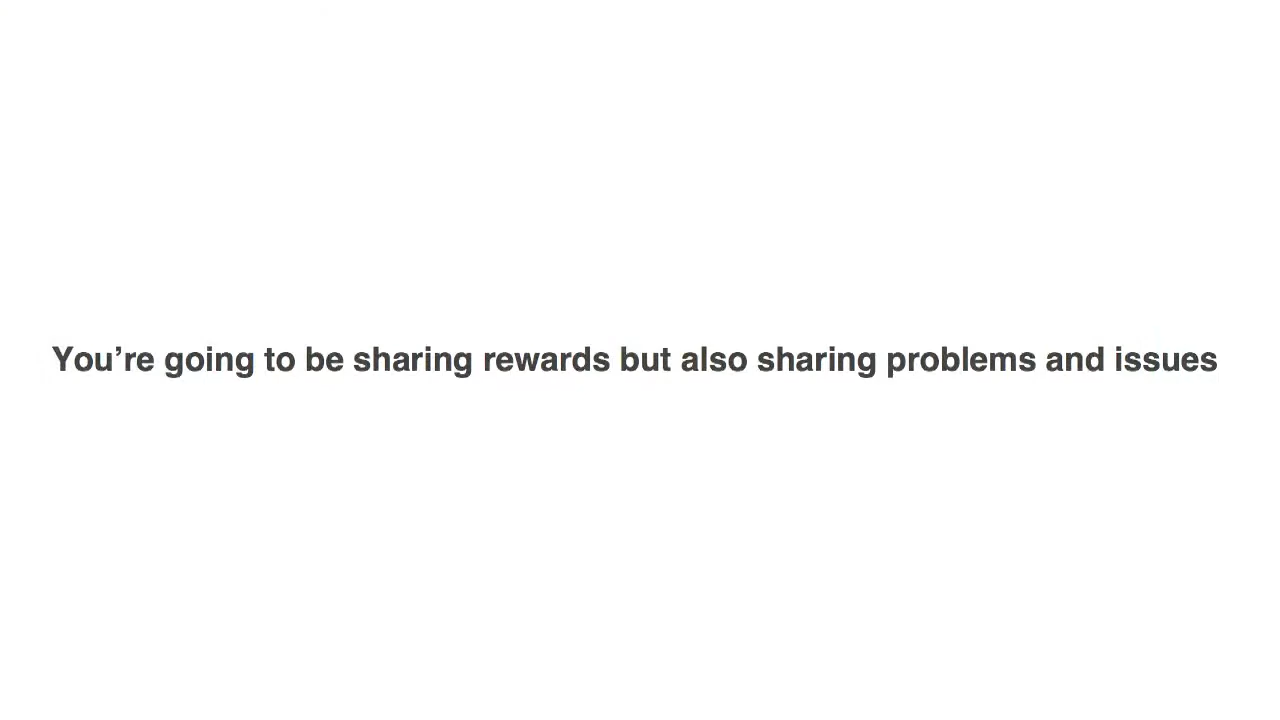 You’re going to be sharing rewards but also sharing problems and issues